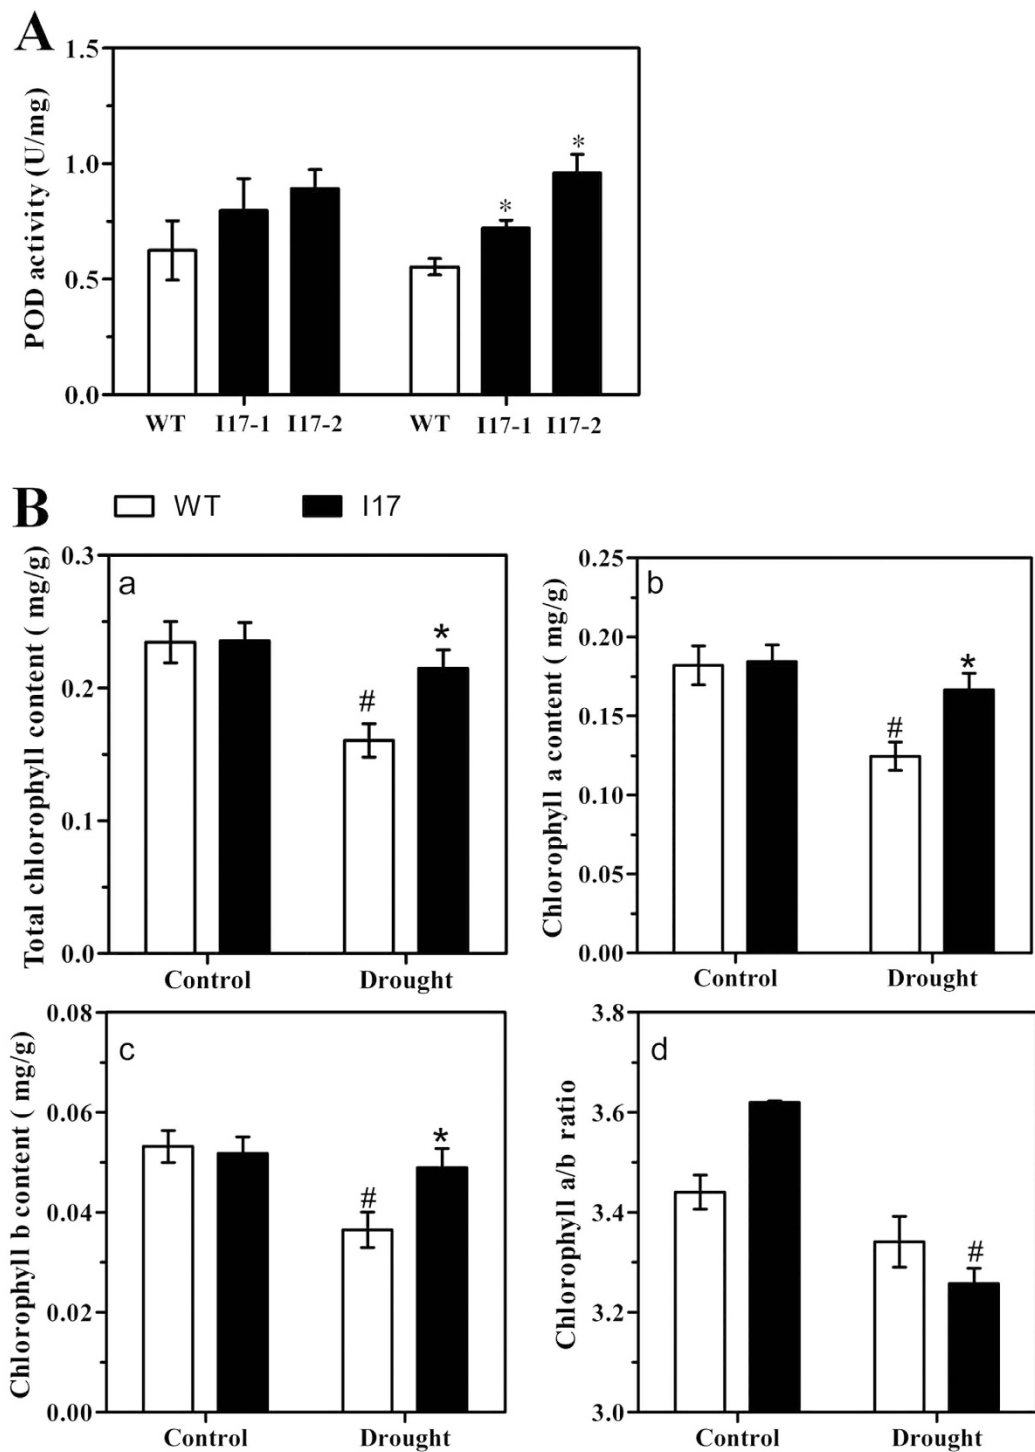 A
POD activity (U/mg)
1.5
1.0
0.5
0.0
*
*
WT I17-1 I17-2 WT I17-1 I17-2
B
WT I17
Total chlorophyll content ( mg/g)
0.3
0.2
0.1
0.0
a
#
*
Control Drought
Chlorophyll a content ( mg/g)
0.25
0.20
0.15
0.10
0.05
0.00
b
#
*
Control Drought
Chlorophyll b content ( mg/g)
0.08
0.06
0.04
0.02
0.00
c
#
*
Control Drought
Chlorophyll a/b ratio
3.8
3.6
3.4
3.2
3.0
d
#
Control Drought